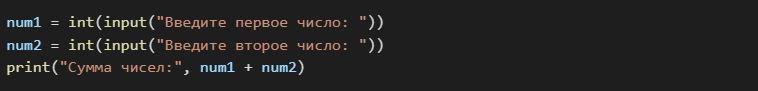 num1 = int(input("Введите первое число: "))
num2 = int(input("Введите второе число: "))
print("Сумма чисел:", num1 + num2)